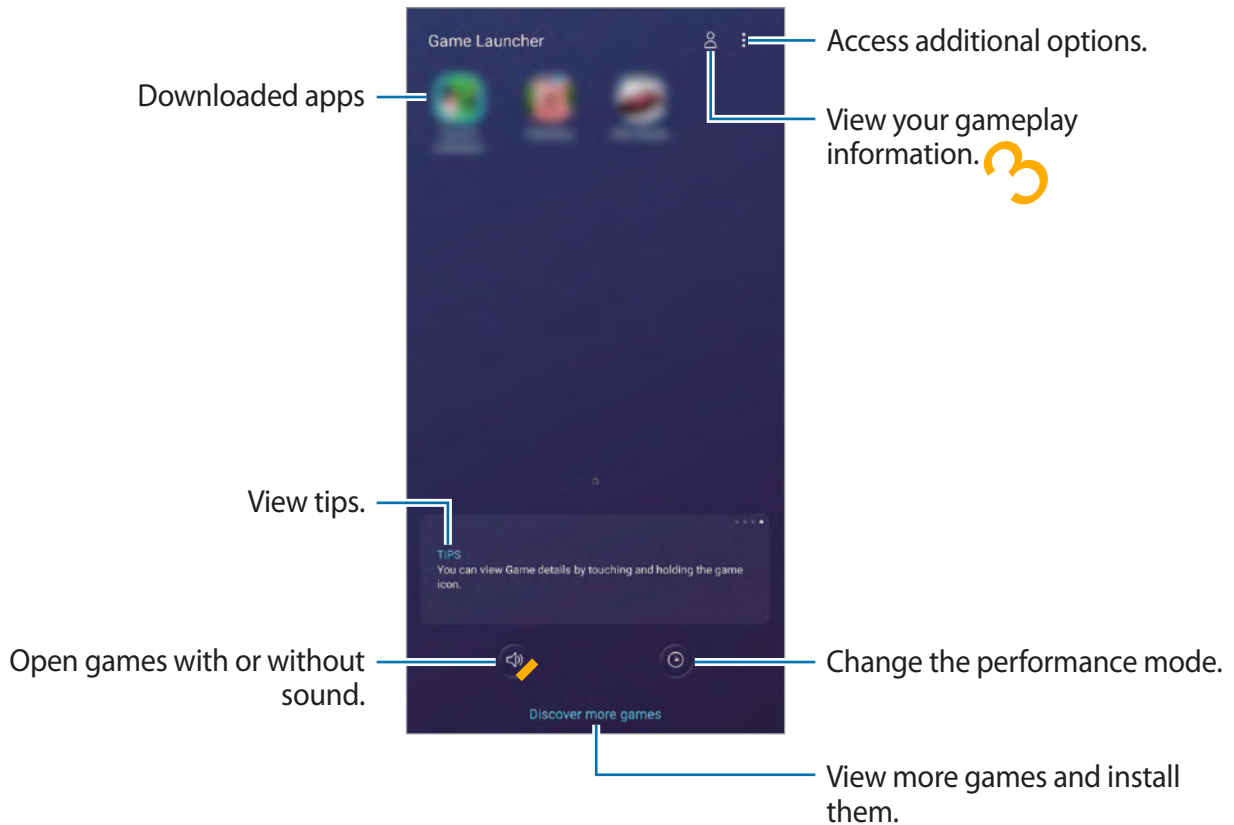 Game Launcher
Access additional options.
Downloaded apps
View your gameplay
information.
3
View tips.
TIPS
You can view Game details by touching and holding the game
icon.
Open games with or without
sound.
Change the performance mode.
Discover more games
View more games and install
them.